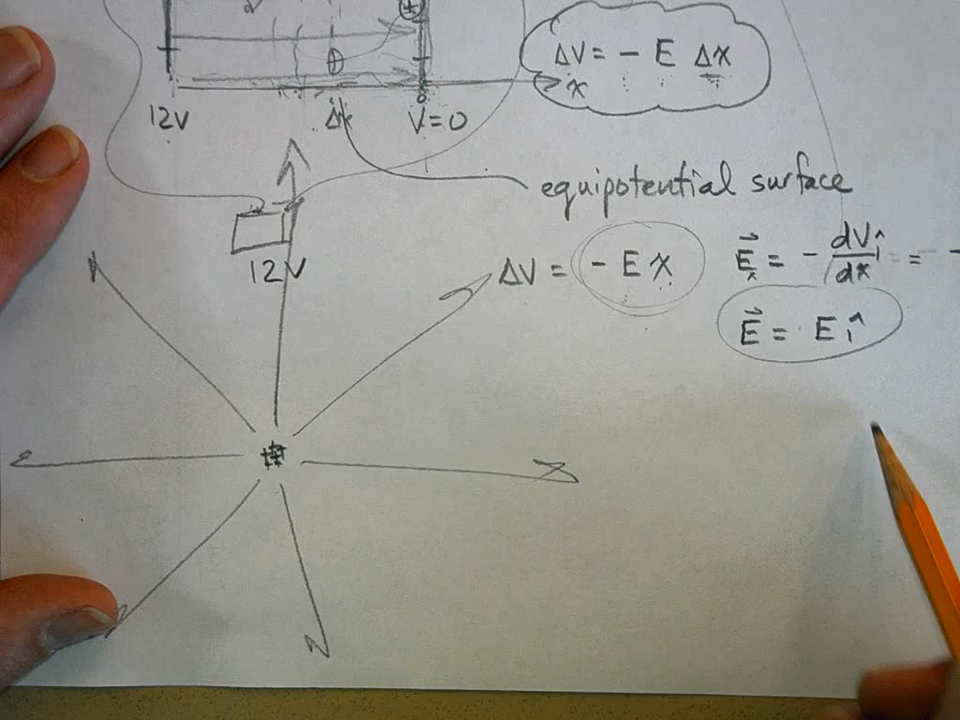 ΔV = - E Δx
x
12V Δx V=0
equipotential surface
12V
ΔV = - E x
E⃗ₓ = - dV/dx î = -
E⃗ = E î